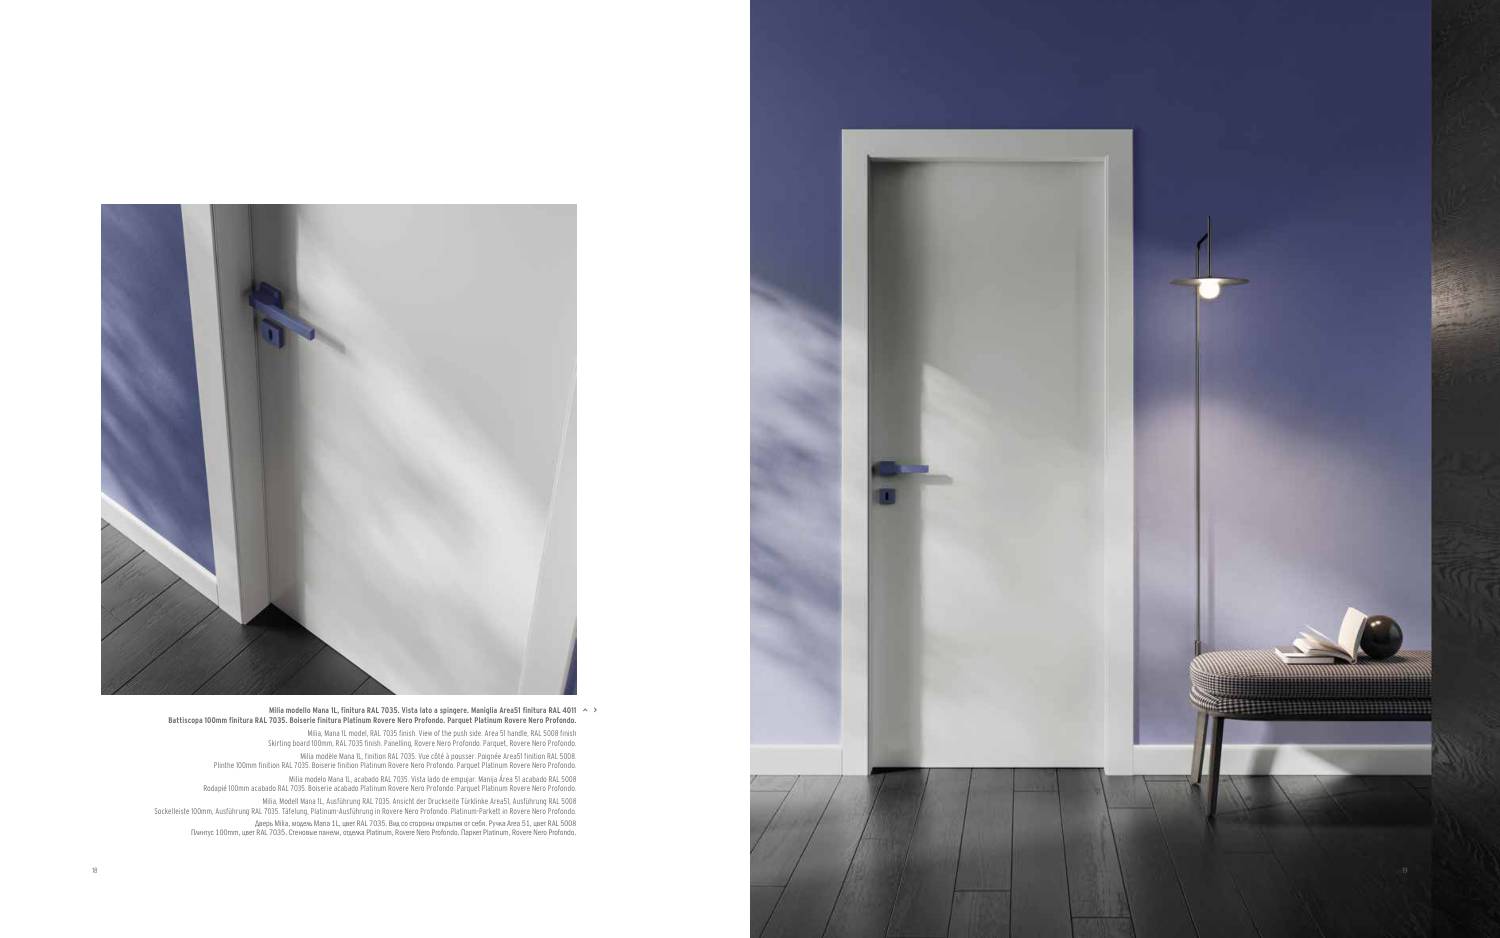 Milia modello Mana 1L, finitura RAL 7035. Vista lato a spingere. Maniglia Area51 finitura RAL 4011
Battiscopa 100mm finitura RAL 7035. Boiserie finitura Platinum Rovere Nero Profondo. Parquet Platinum Rovere Nero Profondo.
Milia, Mana 1L model, RAL 7035 finish. View of the push side. Area 51 handle, RAL 5008 finish
Skirting board 100mm, RAL 7035 finish. Panelling, Rovere Nero Profondo. Parquet, Rovere Nero Profondo.
Milia modèle Mana 1L, finition RAL 7035. Vue côté à pousser. Poignée Area51 finition RAL 5008.
Plinthe 100mm finition RAL 7035. Boiserie finition Platinum Rovere Nero Profondo. Parquet Platinum Rovere Nero Profondo.
Milia modelo Mana 1L, acabado RAL 7035. Vista lado de empujar. Manija Área 51 acabado RAL 5008
Rodapié 100mm acabado RAL 7035. Boiserie acabado Platinum Rovere Nero Profondo. Parquet Platinum Rovere Nero Profondo.
Milia, Modell Mana 1L, Ausführung RAL 7035. Ansicht der Druckseite Türklinke Area51, Ausführung RAL 5008
Sockelleiste 100mm, Ausführung RAL 7035. Täfelung, Platinum-Ausführung in Rovere Nero Profondo. Platinum-Parkett in Rovere Nero Profondo.
Дверь Milia, модель Mana 1L, цвет RAL 7035. Вид со стороны открытия от себя. Ручка Area 51, цвет RAL 5008
Плинтус 100mm, цвет RAL 7035. Стеновые панели, отделка Platinum, Rovere Nero Profondo. Паркет Platinum, Rovere Nero Profondo.
18
19